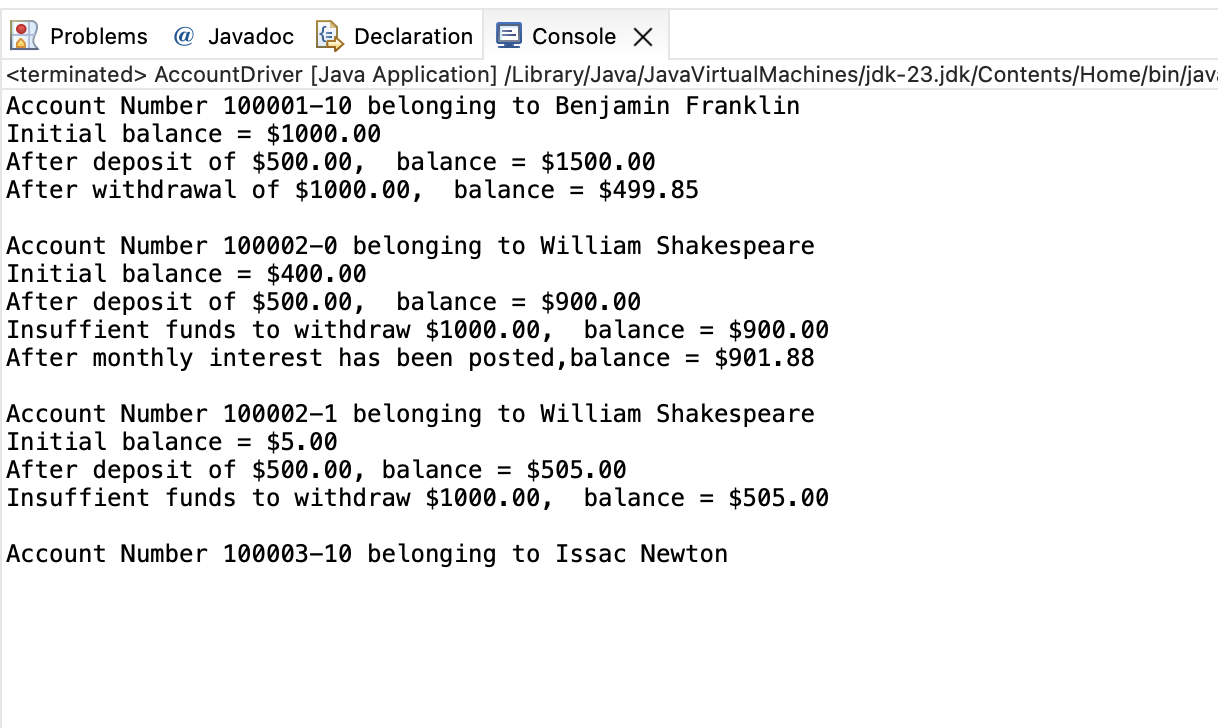 Problems @ Javadoc Declaration Console
<terminated> AccountDriver [Java Application] /Library/Java/JavaVirtualMachines/jdk-23.jdk/Contents/Home/bin/java
Account Number 100001-10 belonging to Benjamin Franklin
Initial balance = $1000.00
After deposit of $500.00,  balance = $1500.00
After withdrawal of $1000.00,  balance = $499.85
Account Number 100002-0 belonging to William Shakespeare
Initial balance = $400.00
After deposit of $500.00,  balance = $900.00
Insuffient funds to withdraw $1000.00,  balance = $900.00
After monthly interest has been posted,balance = $901.88
Account Number 100002-1 belonging to William Shakespeare
Initial balance = $5.00
After deposit of $500.00, balance = $505.00
Insuffient funds to withdraw $1000.00,  balance = $505.00
Account Number 100003-10 belonging to Issac Newton